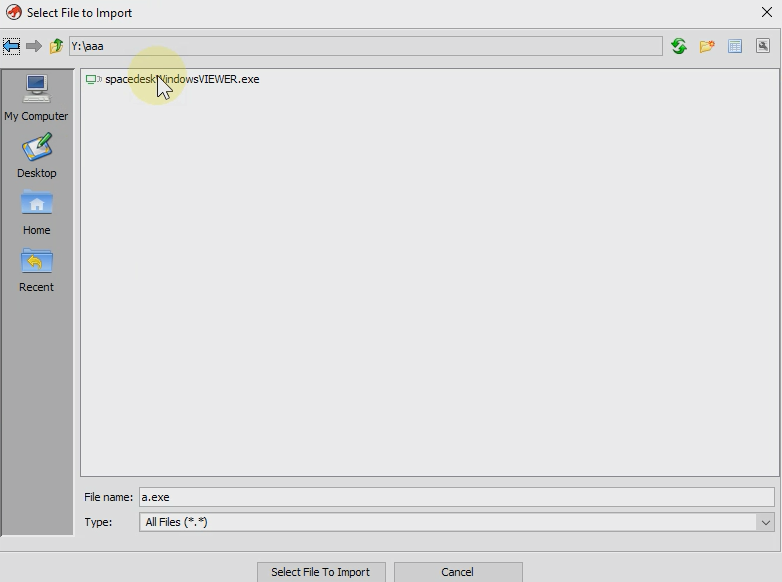 Select File to Import
Y:\aaa
spacedeskWindowsVIEWER.exe
My Computer
Desktop
Home
Recent
File name: a.exe
Type: All Files (*.*)
Select File To Import Cancel